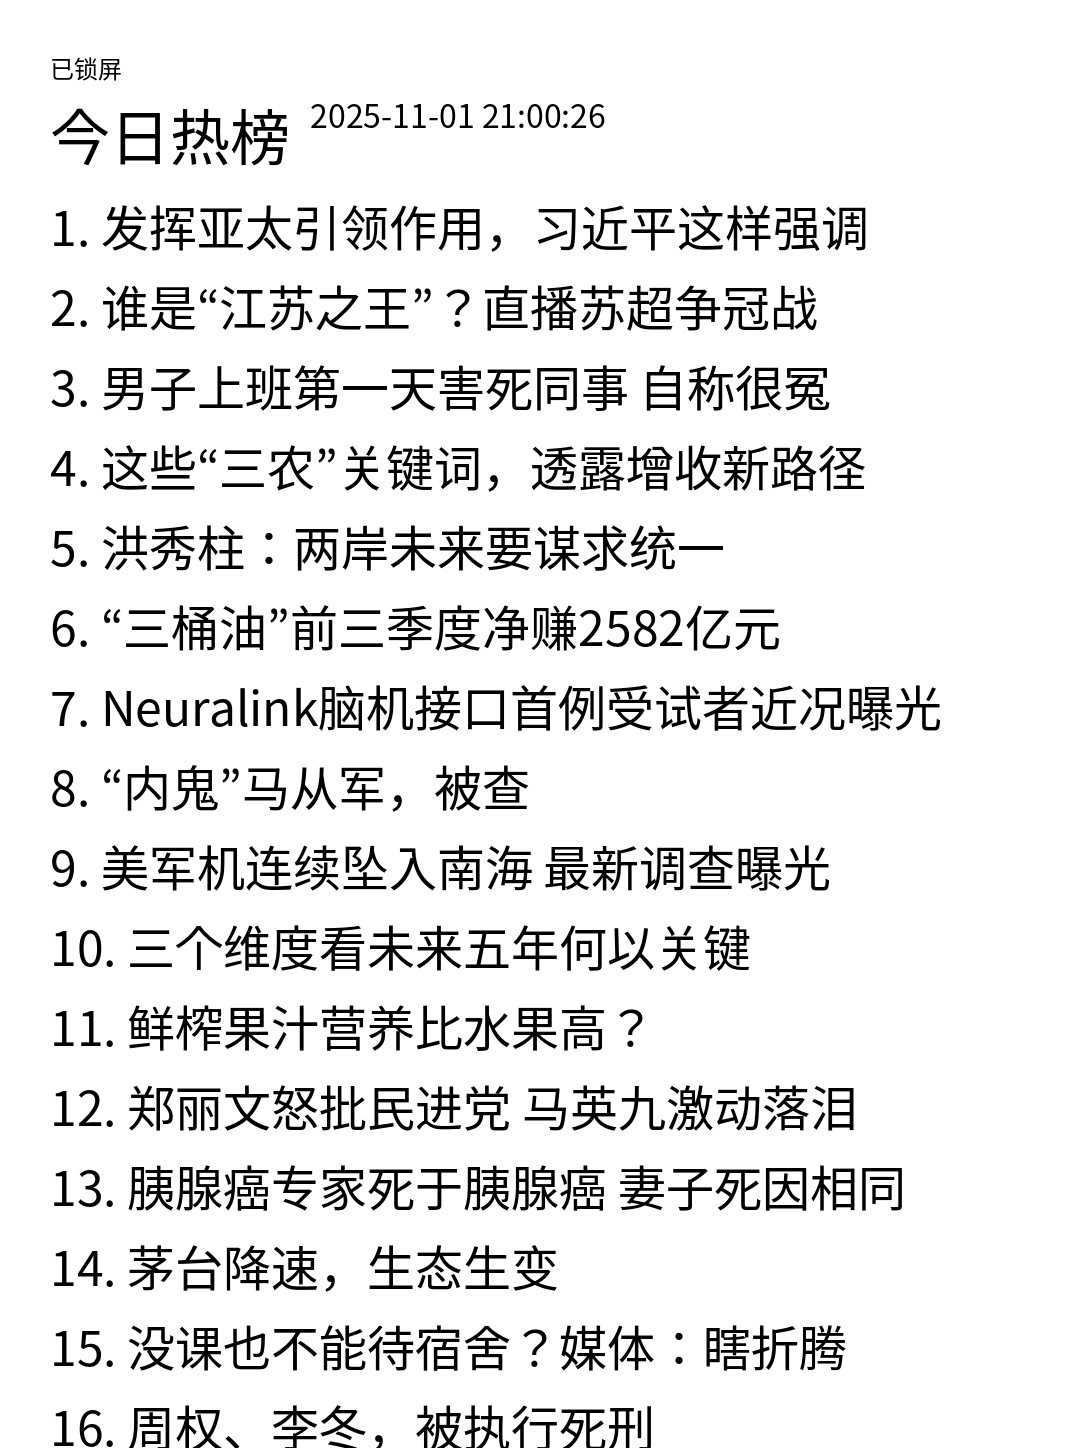 已锁屏
今日热榜 2025-11-01 21:00:26
1. 发挥亚太引领作用，习近平这样强调
2. 谁是“江苏之王”？直播苏超争冠战
3. 男子上班第一天害死同事 自称很冤
4. 这些“三农”关键词，透露增收新路径
5. 洪秀柱：两岸未来要谋求统一
6. “三桶油”前三季度净赚2582亿元
7. Neuralink脑机接口首例受试者近况曝光
8. “内鬼”马从军，被查
9. 美军机连续坠入南海 最新调查曝光
10. 三个维度看未来五年何以关键
11. 鲜榨果汁营养比水果高？
12. 郑丽文怒批民进党 马英九激动落泪
13. 胰腺癌专家死于胰腺癌 妻子死因相同
14. 茅台降速，生态生变
15. 没课也不能待宿舍？媒体：瞎折腾
16. 周权、李冬，被执行死刑